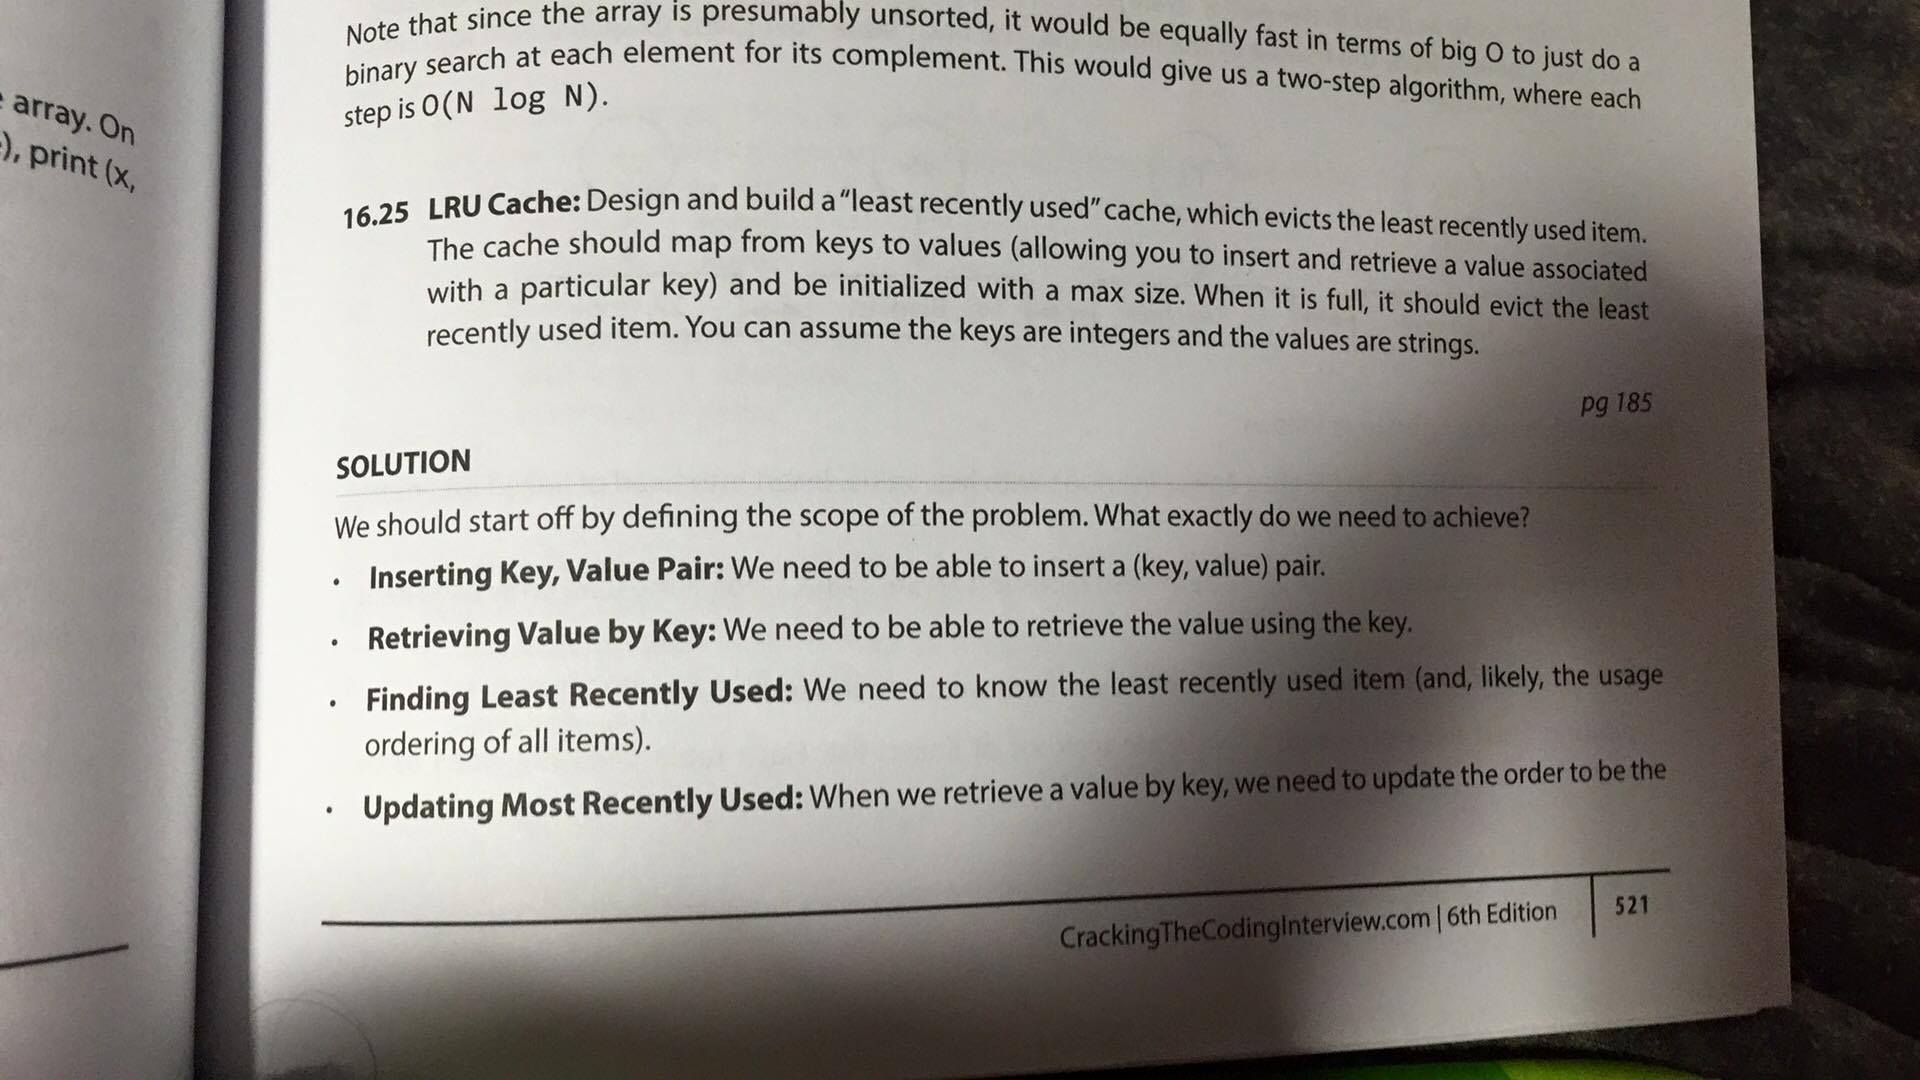 array. On
), print (x,
Note that since the array is presumably unsorted, it would be equally fast in terms of big O to just do a
binary search at each element for its complement. This would give us a two-step algorithm, where each
step is O(N log N).
16.25 LRU Cache: Design and build a "least recently used" cache, which evicts the least recently used item.
The cache should map from keys to values (allowing you to insert and retrieve a value associated
with a particular key) and be initialized with a max size. When it is full, it should evict the least
recently used item. You can assume the keys are integers and the values are strings.
pg 185
SOLUTION
We should start off by defining the scope of the problem. What exactly do we need to achieve?
• Inserting Key, Value Pair: We need to be able to insert a (key, value) pair.
• Retrieving Value by Key: We need to be able to retrieve the value using the key.
• Finding Least Recently Used: We need to know the least recently used item (and, likely, the usage
ordering of all items).
• Updating Most Recently Used: When we retrieve a value by key, we need to update the order to be the
CrackingTheCodingInterview.com | 6th Edition 521